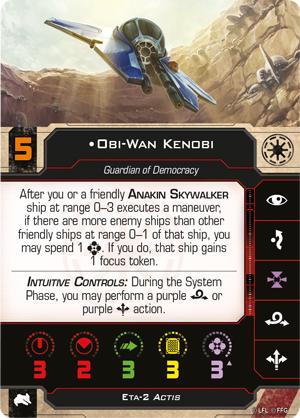 •Obi-Wan Kenobi
5
Guardian of Democracy
After you or a friendly Anakin Skywalker
ship at range 0–3 executes a maneuver,
if there are more enemy ships than other
friendly ships at range 0–1 of that ship, you
may spend 1 . If you do, that ship gains
1 focus token.
Intuitive Controls: During the System
Phase, you may perform a purple or
purple action.
3 2 3 3 3
Eta-2 Actis
©LFL ©FFG